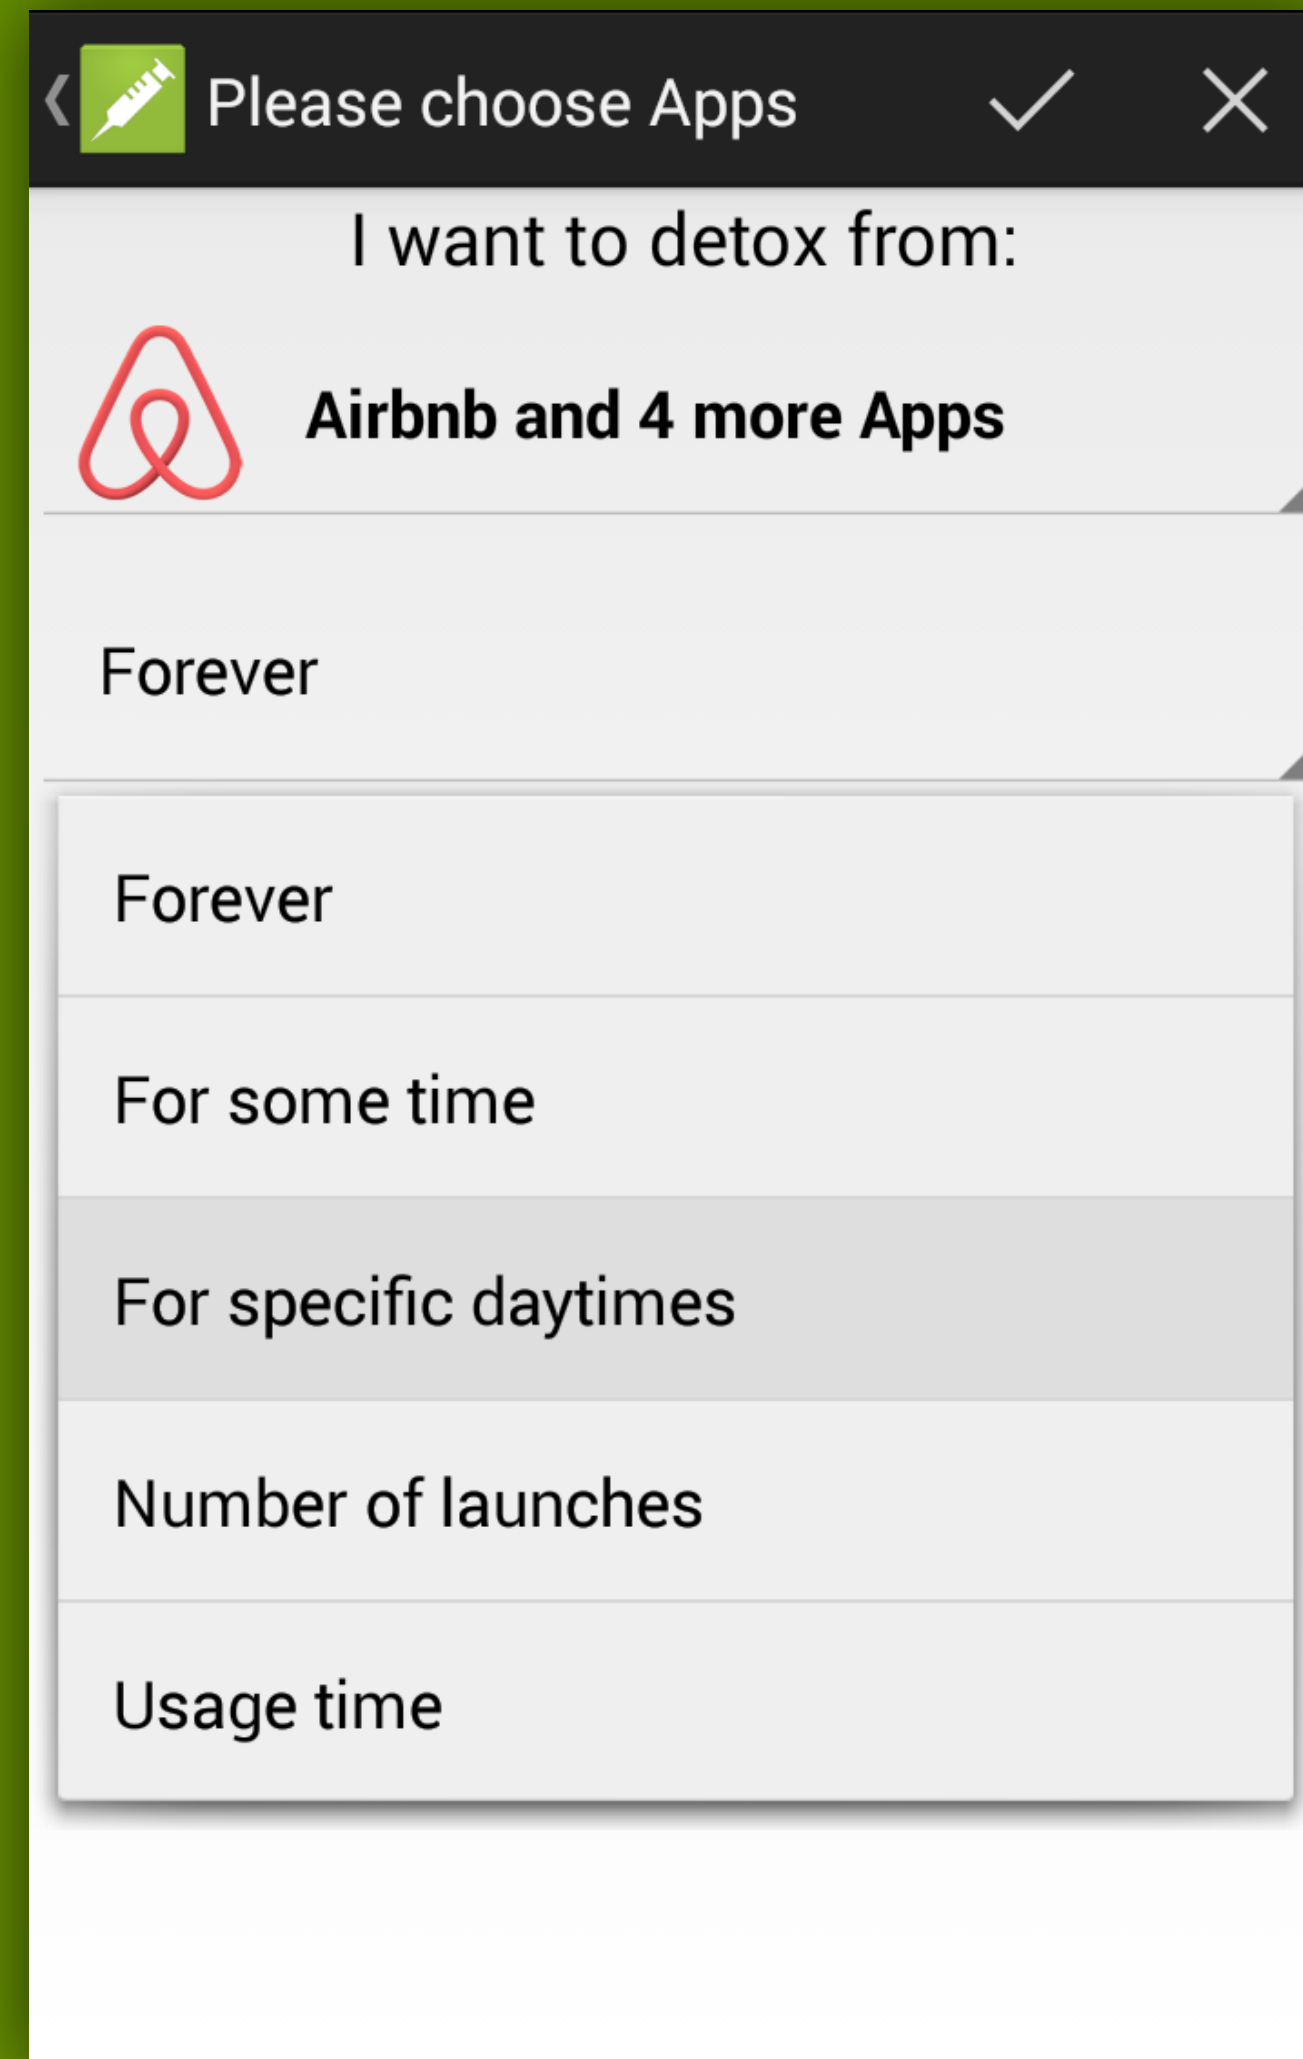 Please choose Apps
I want to detox from:
Airbnb and 4 more Apps
Forever
Forever
For some time
For specific daytimes
Number of launches
Usage time